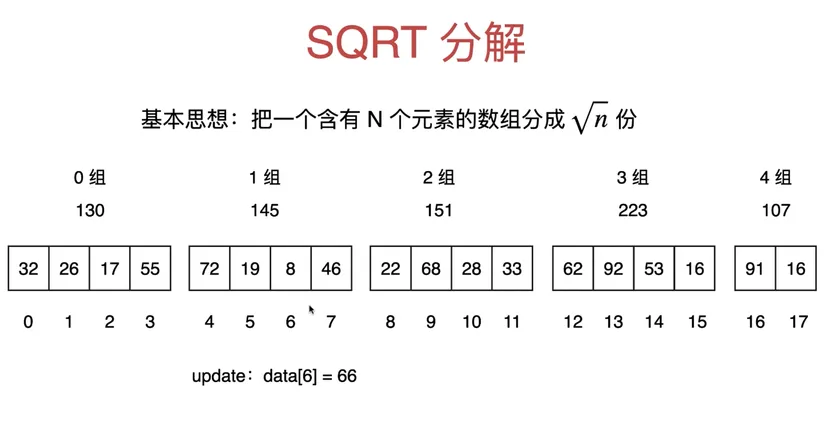 SQRT 分解
基本思想：把一个含有 N 个元素的数组分成 √n 份
0 组 1 组 2 组 3 组 4 组
130 145 151 223 107
32 26 17 55 72 19 8 46 22 68 28 33 62 92 53 16 91 16
0 1 2 3 4 5 6 7 8 9 10 11 12 13 14 15 16 17
update：data[6] = 66